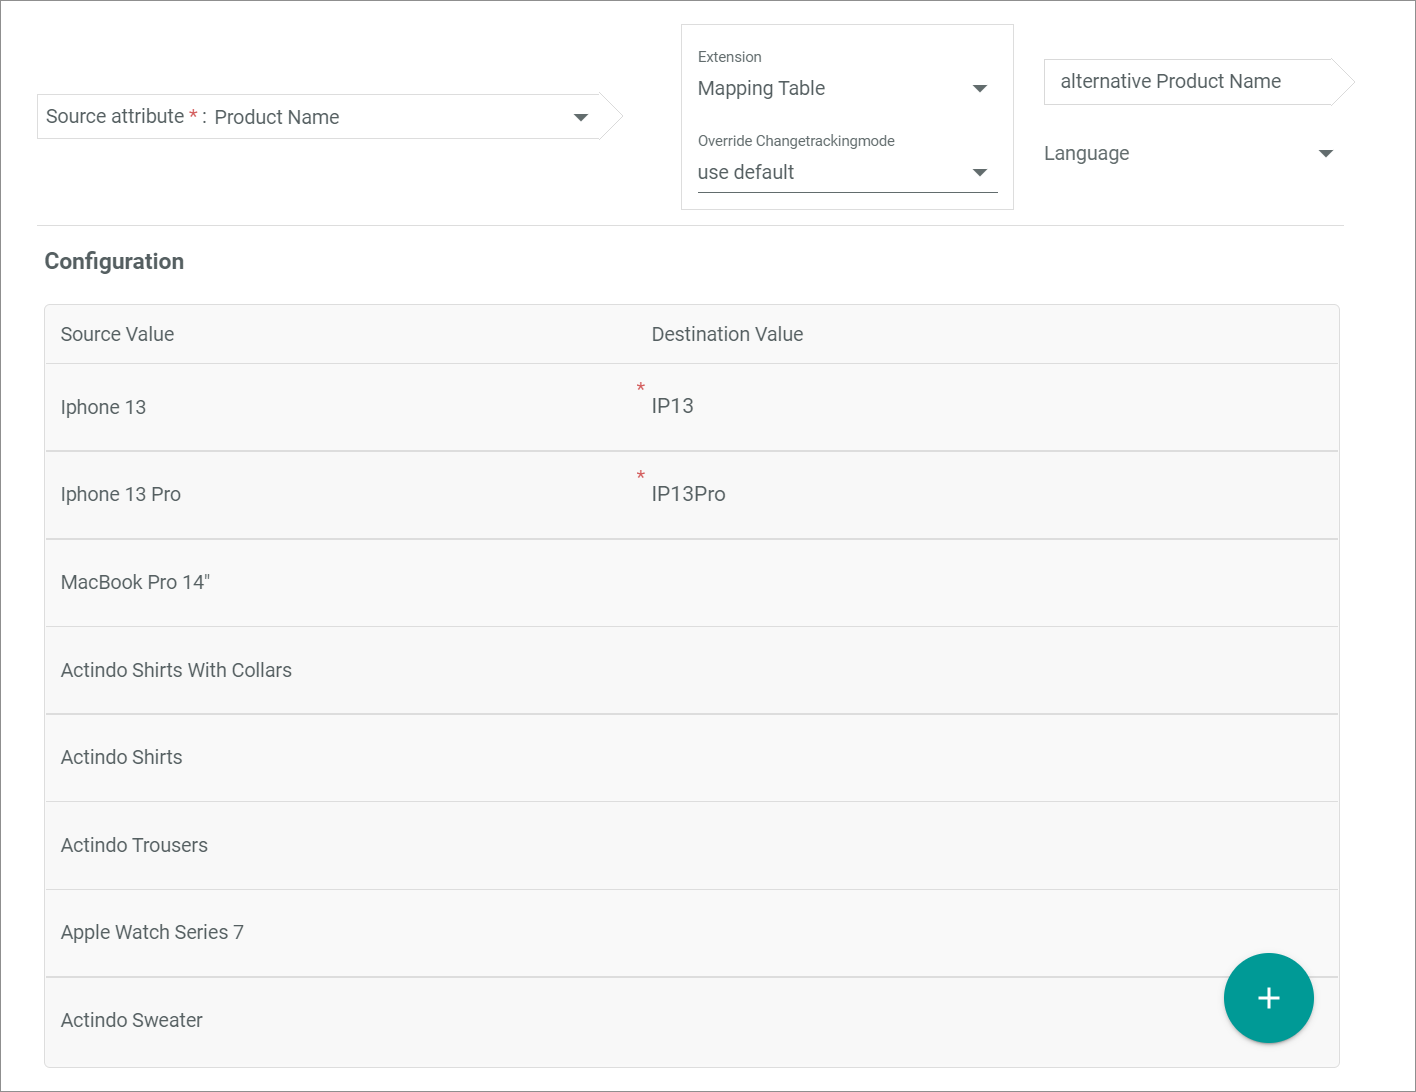 Source attribute * : Product Name
Extension
Mapping Table
Override Changetrackingmode
use default
alternative Product Name
Language
Configuration
Source Value Destination Value
Iphone 13 * IP13
Iphone 13 Pro * IP13Pro
MacBook Pro 14"
Actindo Shirts With Collars
Actindo Shirts
Actindo Trousers
Apple Watch Series 7
Actindo Sweater
+